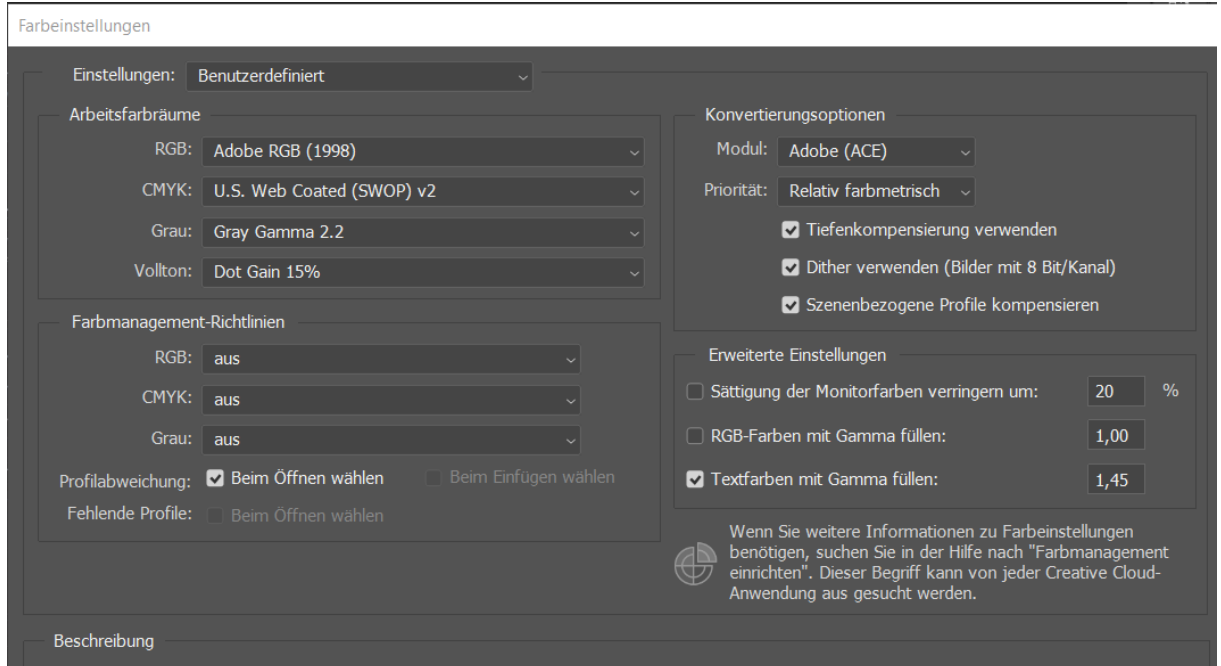 Farbeinstellungen
Einstellungen: Benutzerdefiniert
Arbeitsfarbräume
RGB: Adobe RGB (1998)
CMYK: U.S. Web Coated (SWOP) v2
Grau: Gray Gamma 2.2
Vollton: Dot Gain 15%
Farbmanagement-Richtlinien
RGB: aus
CMYK: aus
Grau: aus
Profilabweichung: Beim Öffnen wählen Beim Einfügen wählen
Fehlende Profile: Beim Öffnen wählen
Konvertierungsoptionen
Modul: Adobe (ACE)
Priorität: Relativ farbmetrisch
Tiefenkompensierung verwenden
Dither verwenden (Bilder mit 8 Bit/Kanal)
Szenenbezogene Profile kompensieren
Erweiterte Einstellungen
Sättigung der Monitorfarben verringern um: 20 %
RGB-Farben mit Gamma füllen: 1,00
Textfarben mit Gamma füllen: 1,45
Wenn Sie weitere Informationen zu Farbeinstellungen
benötigen, suchen Sie in der Hilfe nach "Farbmanagement
einrichten". Dieser Begriff kann von jeder Creative Cloud-
Anwendung aus gesucht werden.
Beschreibung